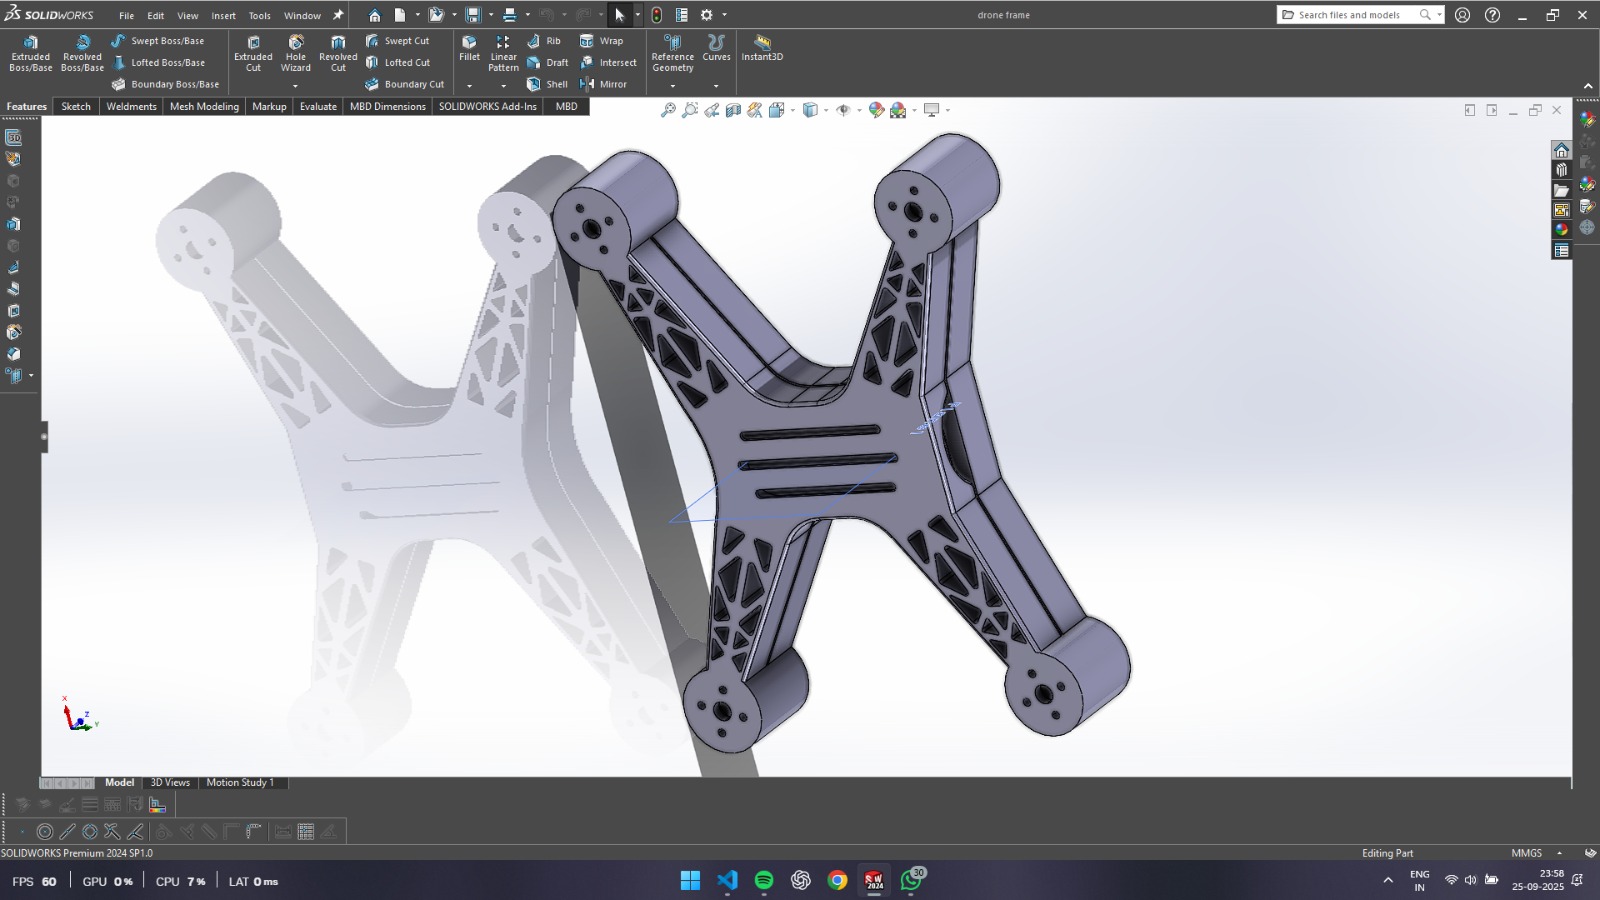 SOLIDWORKS File Edit View Insert Tools Window drone frame Search files and models
Extruded Boss/Base
Revolved Boss/Base
Swept Boss/Base
Lofted Boss/Base
Boundary Boss/Base
Extruded Cut
Hole Wizard
Revolved Cut
Swept Cut
Lofted Cut
Boundary Cut
Fillet
Linear Pattern
Rib
Draft
Shell
Wrap
Intersect
Mirror
Reference Geometry
Curves
Instant3D
Features Sketch Weldments Mesh Modeling Markup Evaluate MBD Dimensions SOLIDWORKS Add-Ins MBD
X
Z
Y
Model 3D Views Motion Study 1
SOLIDWORKS Premium 2024 SP1.0 Editing Part MMGS
FPS 60 GPU 0% CPU 7% LAT 0 ms
SW
2024
30
ENG
IN
23:58
25-09-2025